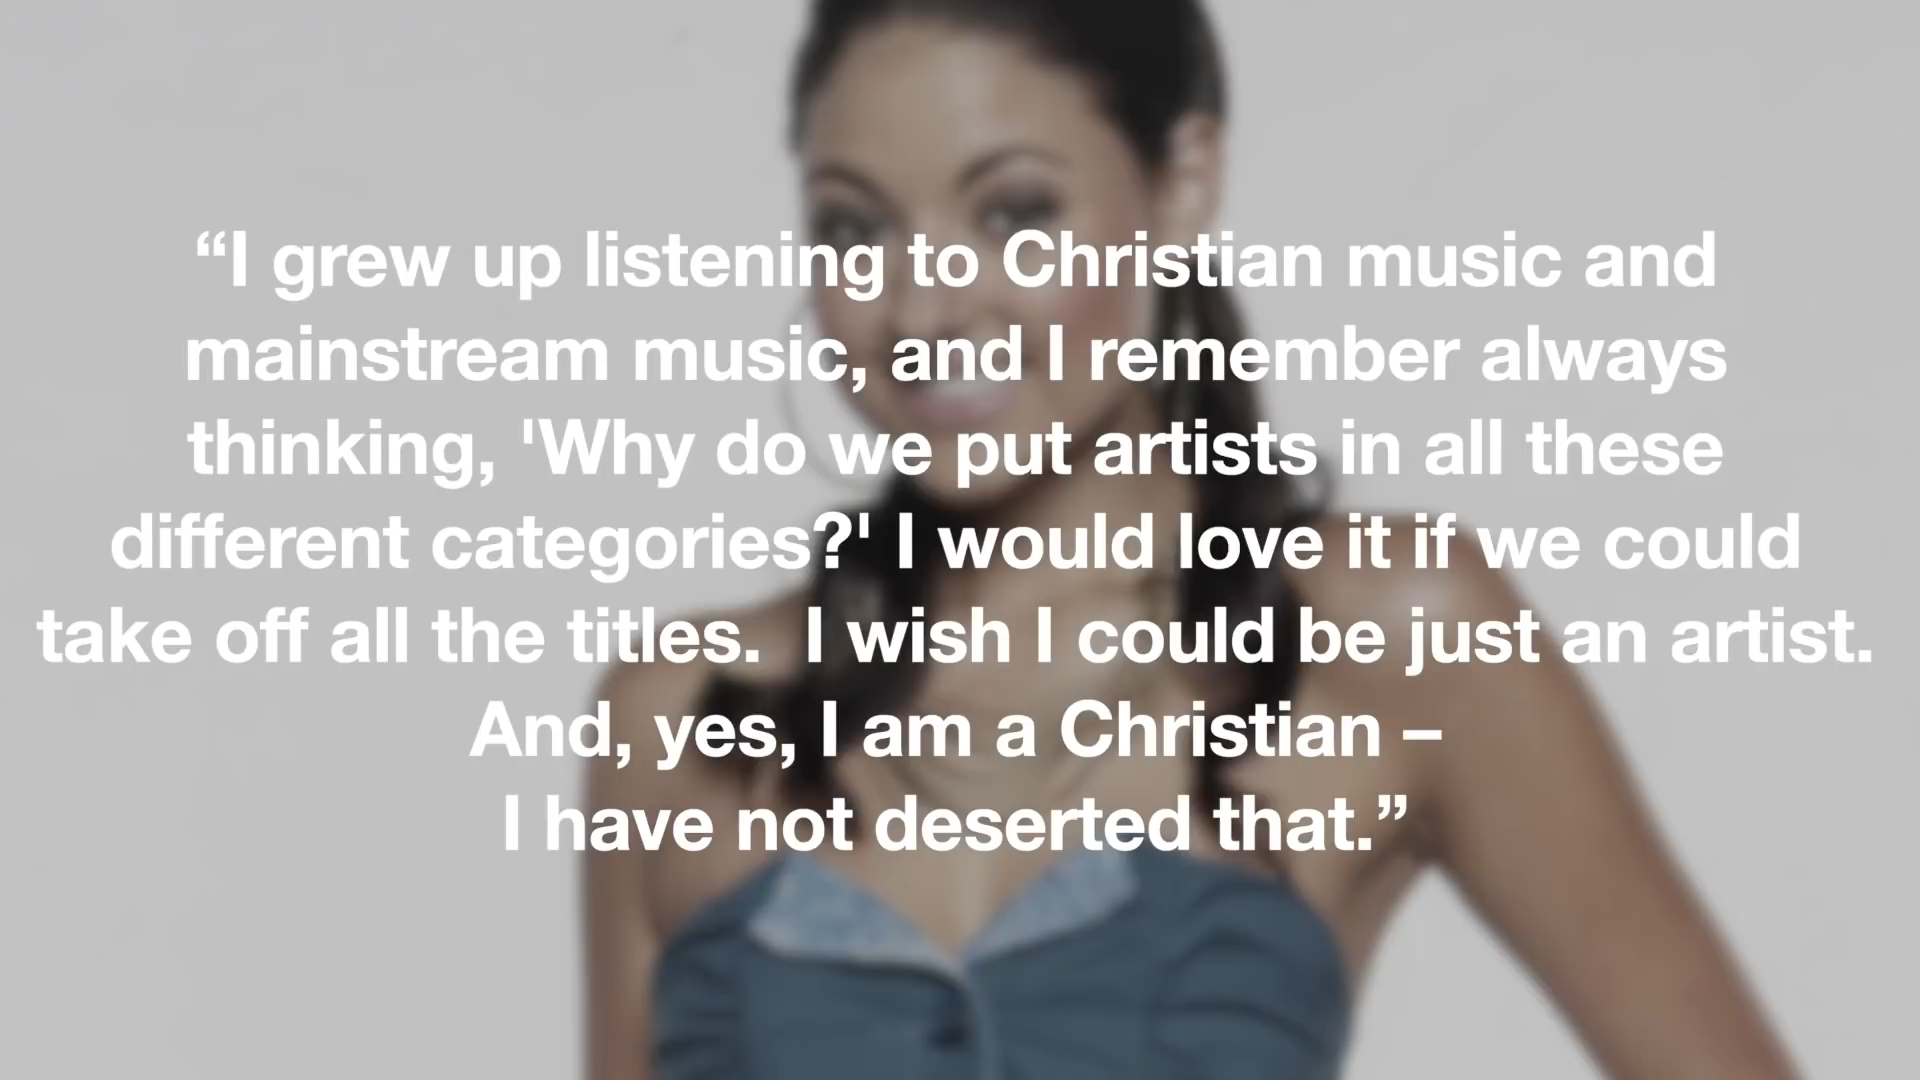 “I grew up listening to Christian music and
mainstream music, and I remember always
thinking, 'Why do we put artists in all these
different categories?' I would love it if we could
take off all the titles.  I wish I could be just an artist.
And, yes, I am a Christian –
I have not deserted that.”